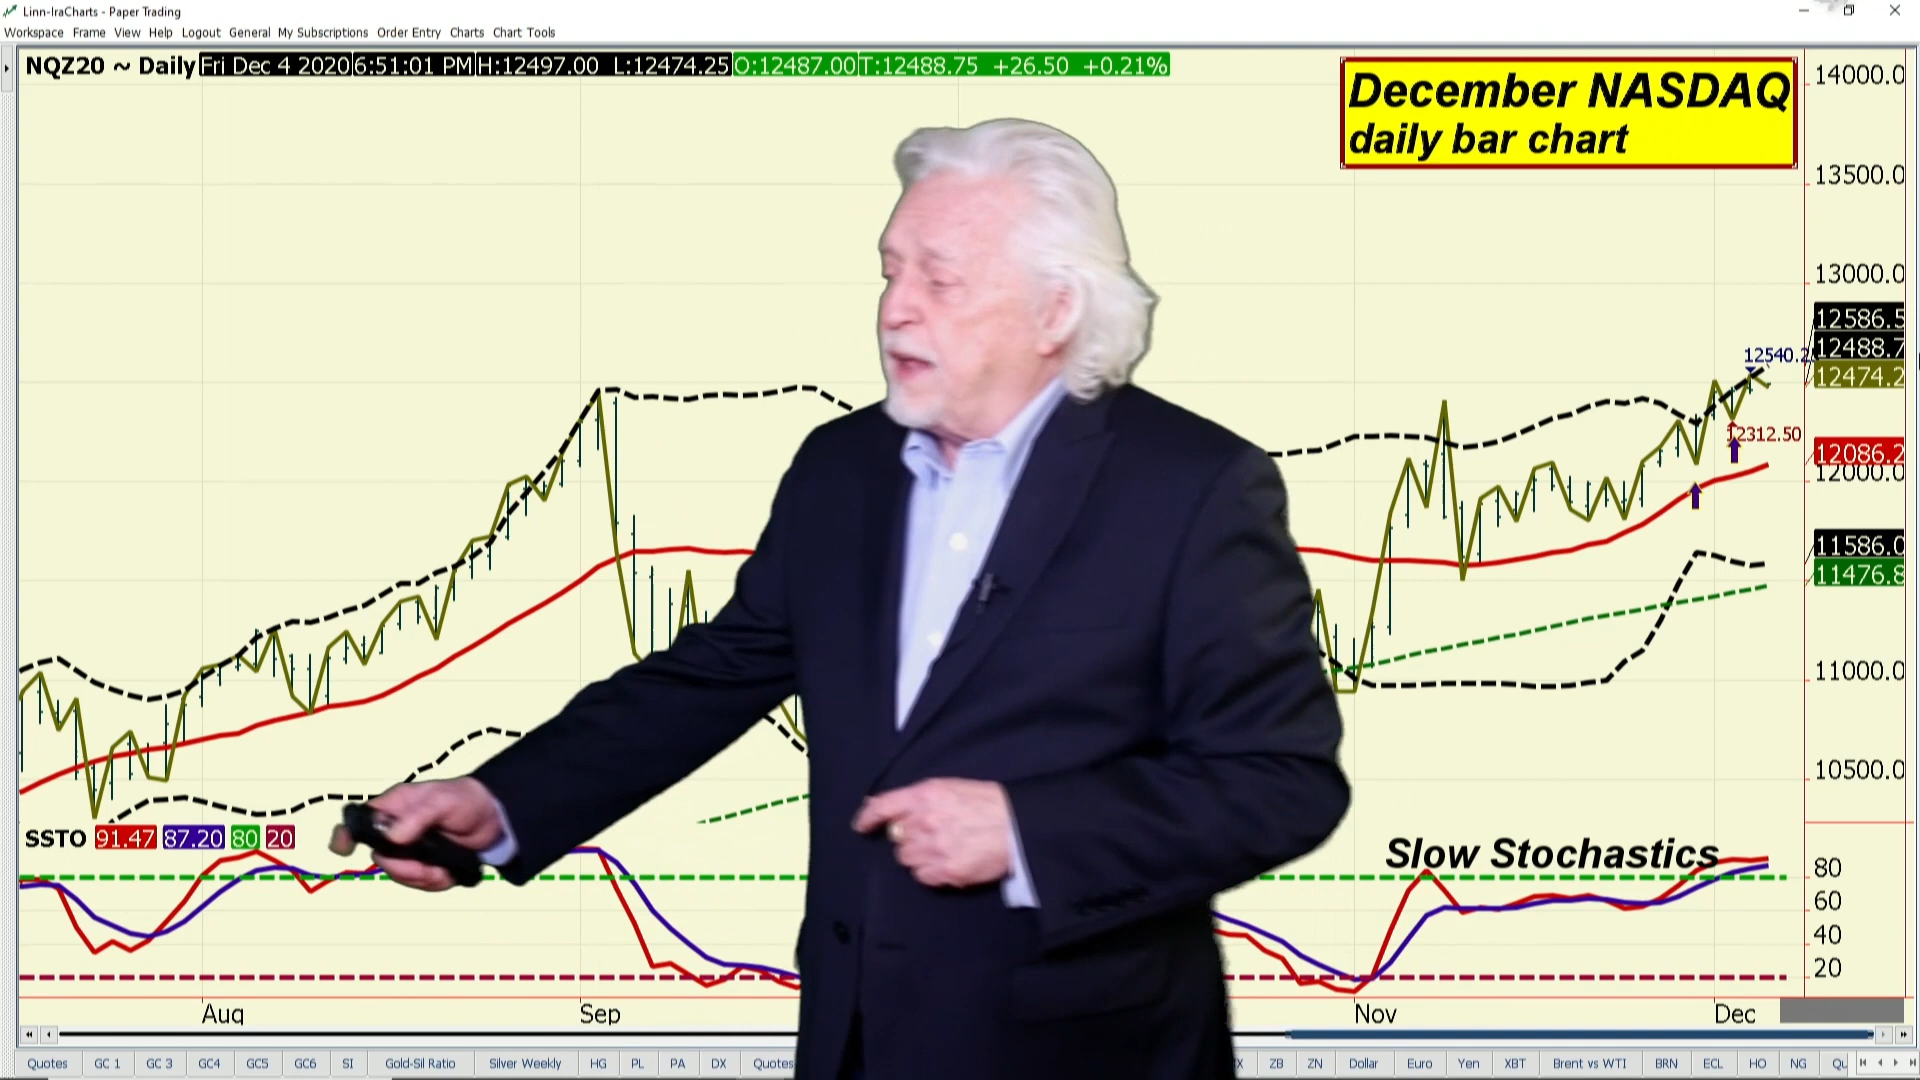 Linn-IraCharts - Paper Trading
Workspace Frame View Help Logout General My Subscriptions Order Entry Charts Chart Tools
NQZ20 ~ Daily Fri Dec 4 2020 6:51:01 PM H:12497.00 L:12474.25 O:12487.00 T:12488.75 +26.50 +0.21%
December NASDAQ
daily bar chart
14000.0
13500.0
13000.0
12586.5
12488.7
12540.2
12474.2
12312.50
12086.2
12000.0
11586.0
11476.8
11000.0
10500.0
SSTO 91.47 87.20 80 20
Slow Stochastics
80
60
40
20
Aug Sep Nov Dec
Quotes GC 1 GC 3 GC4 GC5 GC6 SI Gold-Sil Ratio Silver Weekly HG PL PA DX Quotes ZB ZN Dollar Euro Yen XBT Brent vs WTI BRN ECL HO NG